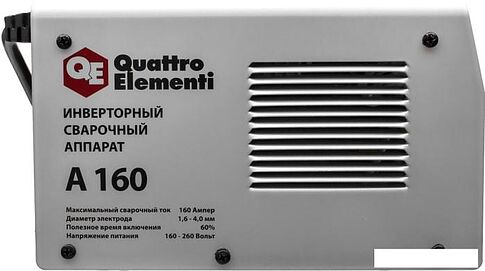 QE Quattro
Elementi
ИНВЕРТОРНЫЙ
СВАРОЧНЫЙ
АППАРАТ
А 160
Максимальный сварочный ток 160 Ампер
Диаметр электрода 1,6 - 4,0 мм
Полезное время включения 60%
Напряжение питания 160 - 260 Вольт